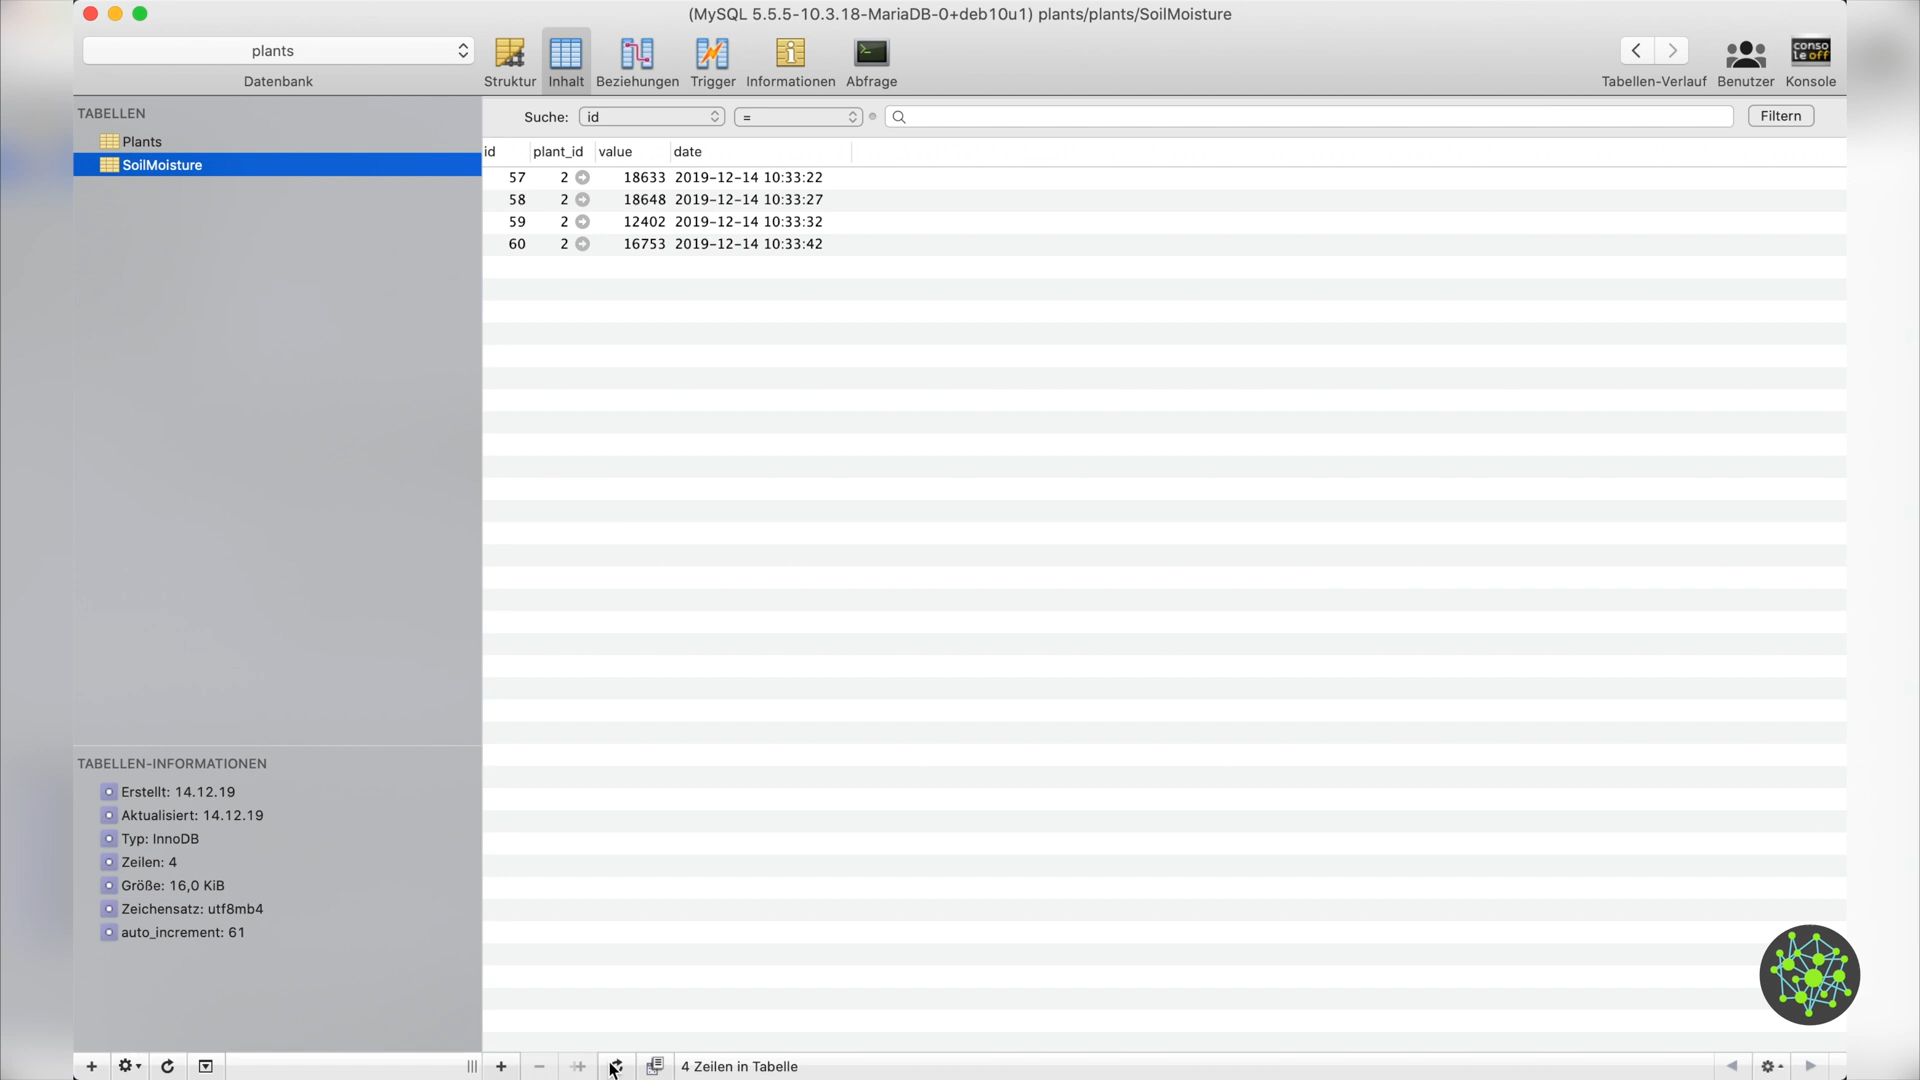 (MySQL 5.5.5-10.3.18-MariaDB-0+deb10u1) plants/plants/SoilMoisture
plants
Datenbank
Struktur
Inhalt
Beziehungen
Trigger
Informationen
Abfrage
Tabellen-Verlauf
Benutzer
conso
le off
Konsole
TABELLEN
Plants
SoilMoisture
Suche: id = Filtern
id plant_id value date
57 2 18633 2019-12-14 10:33:22
58 2 18648 2019-12-14 10:33:27
59 2 12402 2019-12-14 10:33:32
60 2 16753 2019-12-14 10:33:42
TABELLEN-INFORMATIONEN
Erstellt: 14.12.19
Aktualisiert: 14.12.19
Typ: InnoDB
Zeilen: 4
Größe: 16,0 KiB
Zeichensatz: utf8mb4
auto_increment: 61
4 Zeilen in Tabelle